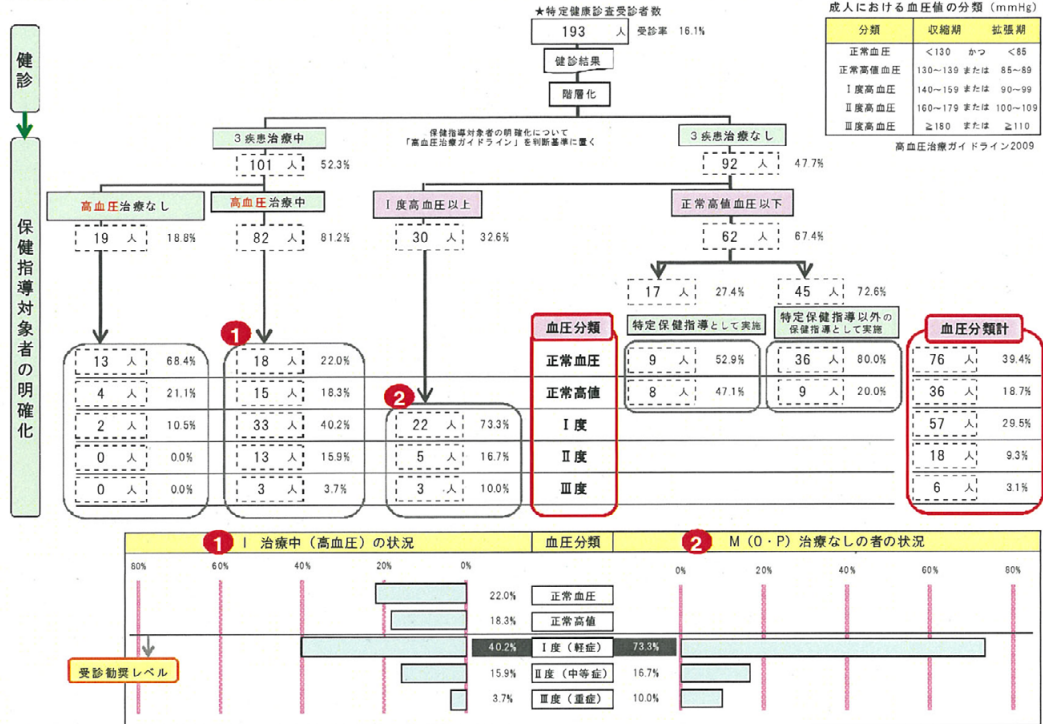 ★特定健康診査受診者数
193 人 受診率 16.1%
健診結果
階層化
成人における血圧値の分類 (mmHg)
分類 収縮期 拡張期
正常血圧 <130 かつ <85
正常高値血圧 130~139 または 85~89
Ⅰ度高血圧 140~159 または 90~99
Ⅱ度高血圧 160~179 または 100~109
Ⅲ度高血圧 ≧180 または ≧110
高血圧治療ガイドライン2009
健診
保健指導対象者の明確化
保健指導対象者の明確化について
「高血圧治療ガイドライン」を判断基準に置く
3疾患治療中
101 人 52.3%
3疾患治療なし
92 人 47.7%
高血圧治療なし
19 人 18.8%
高血圧治療中
82 人 81.2%
Ⅰ度高血圧以上
30 人 32.6%
正常高値血圧以下
62 人 67.4%
17 人 27.4%
45 人 72.6%
1
2
血圧分類
特定保健指導として実施
特定保健指導以外の
保健指導として実施
血圧分類計
13 人 68.4% 18 人 22.0% 正常血圧 9 人 52.9% 36 人 80.0% 76 人 39.4%
4 人 21.1% 15 人 18.3% 正常高値 8 人 47.1% 9 人 20.0% 36 人 18.7%
2 人 10.5% 33 人 40.2% 22 人 73.3% Ⅰ度 57 人 29.5%
0 人 0.0% 13 人 15.9% 5 人 16.7% Ⅱ度 18 人 9.3%
0 人 0.0% 3 人 3.7% 3 人 10.0% Ⅲ度 6 人 3.1%
1 Ⅰ 治療中(高血圧)の状況 血圧分類 2 M(O・P)治療なしの者の状況
80% 60% 40% 20% 0% 0% 20% 40% 60% 80%
22.0% 正常血圧
18.3% 正常高値
40.2% Ⅰ度(軽症) 73.3%
15.9% Ⅱ度(中等症) 16.7%
3.7% Ⅲ度(重症) 10.0%
受診勧奨レベル